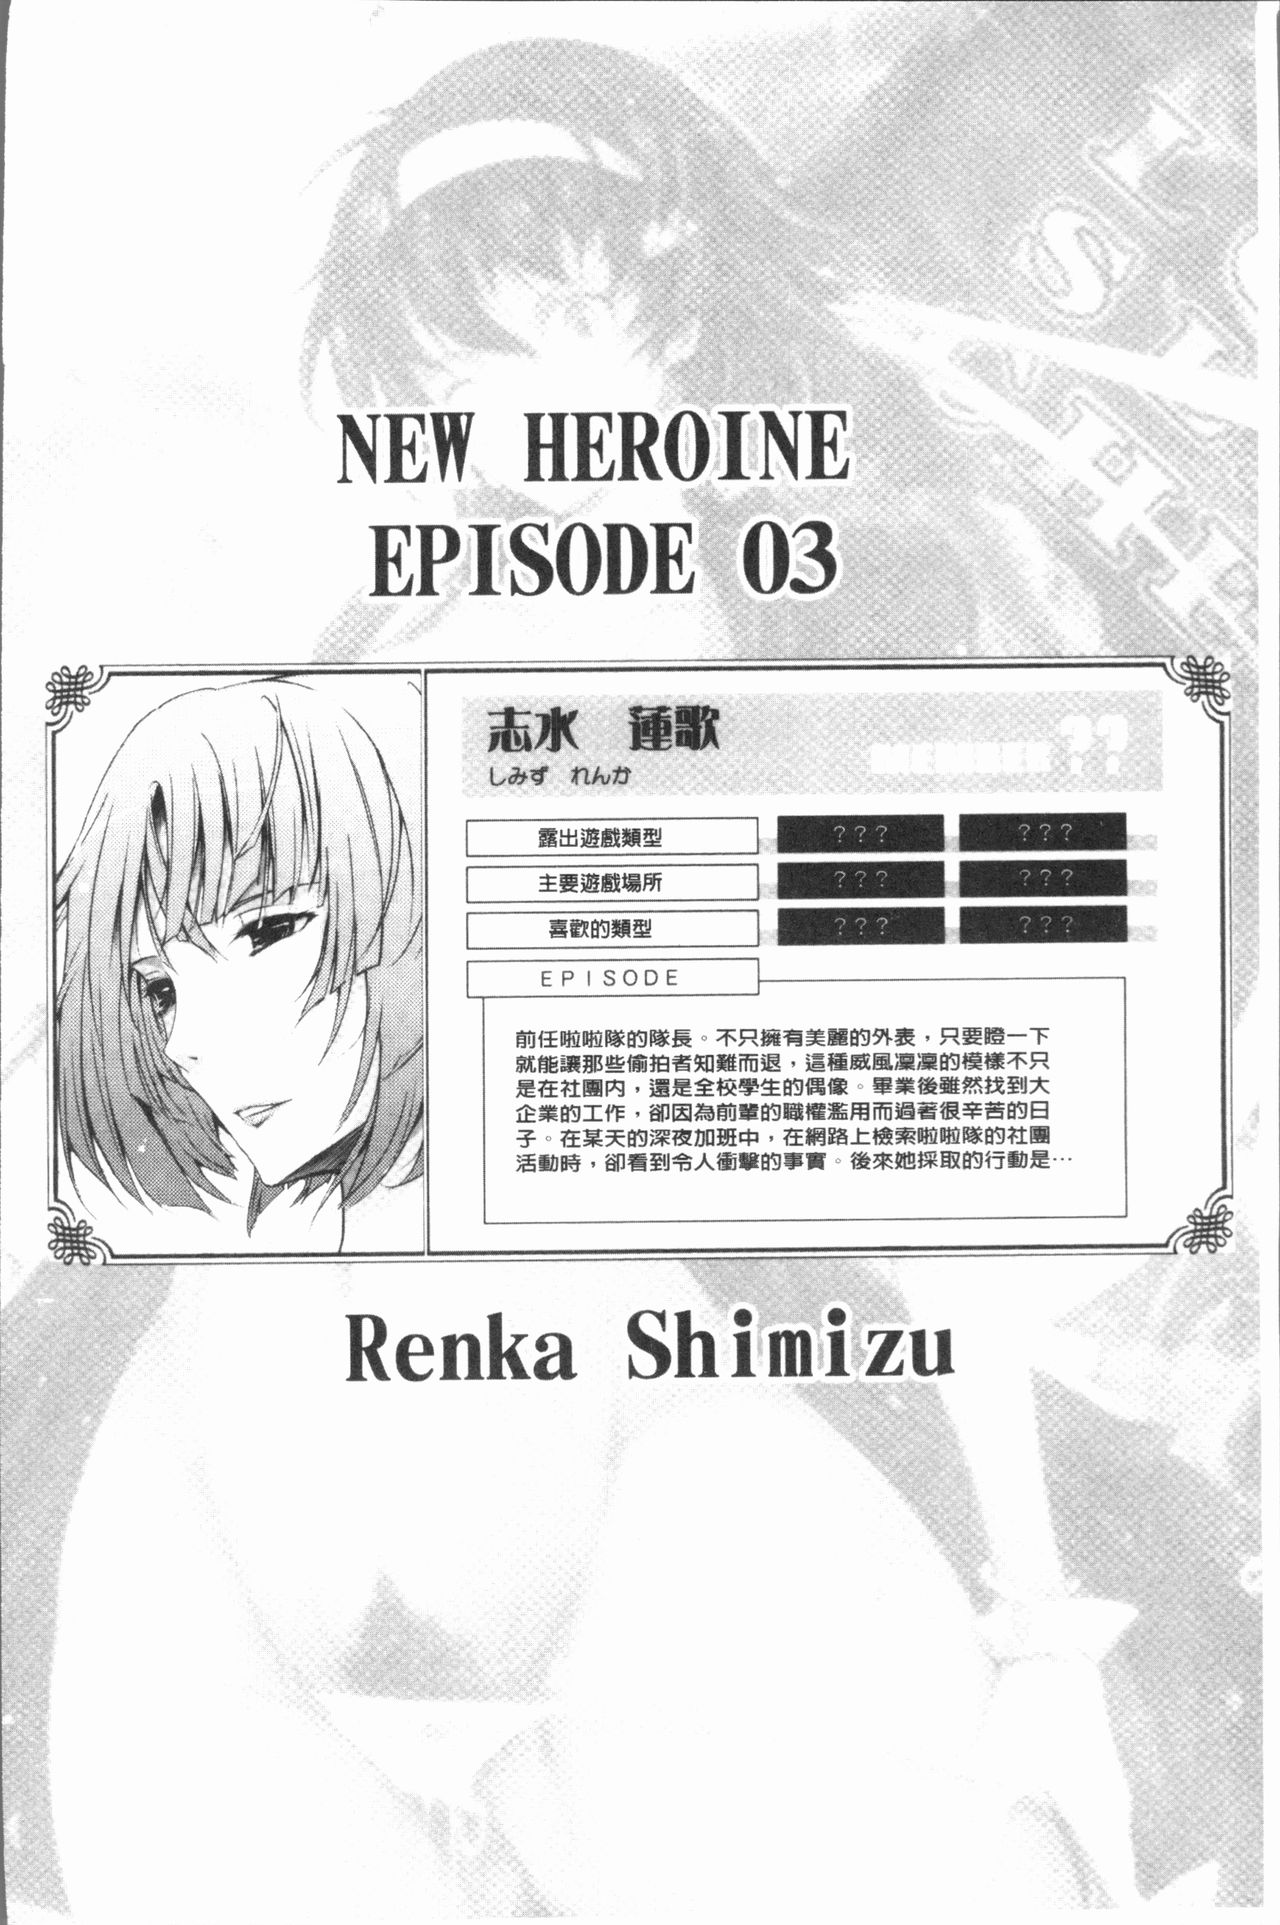 NEW HEROINE
EPISODE 03
志水 蓮歌
しみず れんか
露出遊戲類型 ??? ???
主要遊戲場所 ??? ???
喜歡的類型 ??? ???
EPISODE
前任啦啦隊的隊長。不只擁有美麗的外表，只要瞪一下
就能讓那些偷拍者知難而退，這種威風凜凜的模樣不只
是在社團內，還是全校學生的偶像。畢業後雖然找到大
企業的工作，卻因為前輩的職權濫用而過著很辛苦的日
子。在某天的深夜加班中，在網路上檢索啦啦隊的社團
活動時，卻看到令人衝擊的事實。後來她採取的行動是…
Renka Shimizu